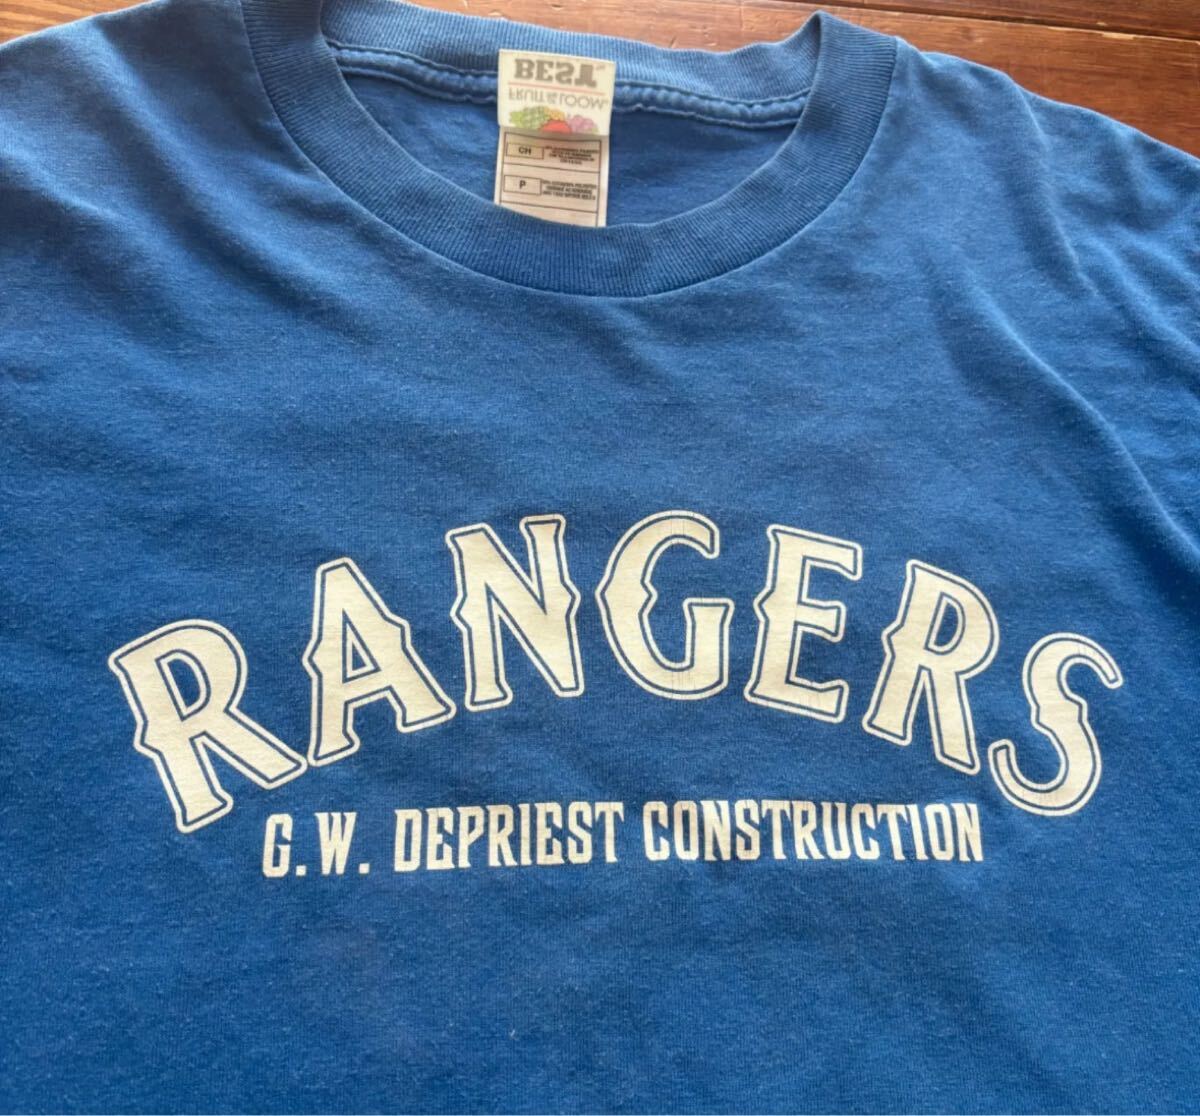 BEST
FRUIT OF THE LOOM®
CH
P
RANGERS
G.W. DEPRIEST CONSTRUCTION